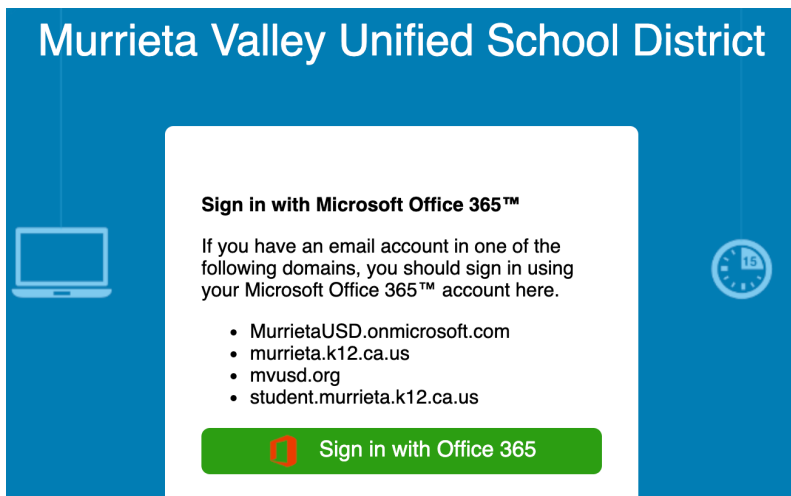 Murrieta Valley Unified School District
Sign in with Microsoft Office 365™
If you have an email account in one of the
following domains, you should sign in using
your Microsoft Office 365™ account here.
• MurrietaUSD.onmicrosoft.com
• murrieta.k12.ca.us
• mvusd.org
• student.murrieta.k12.ca.us
15
Sign in with Office 365